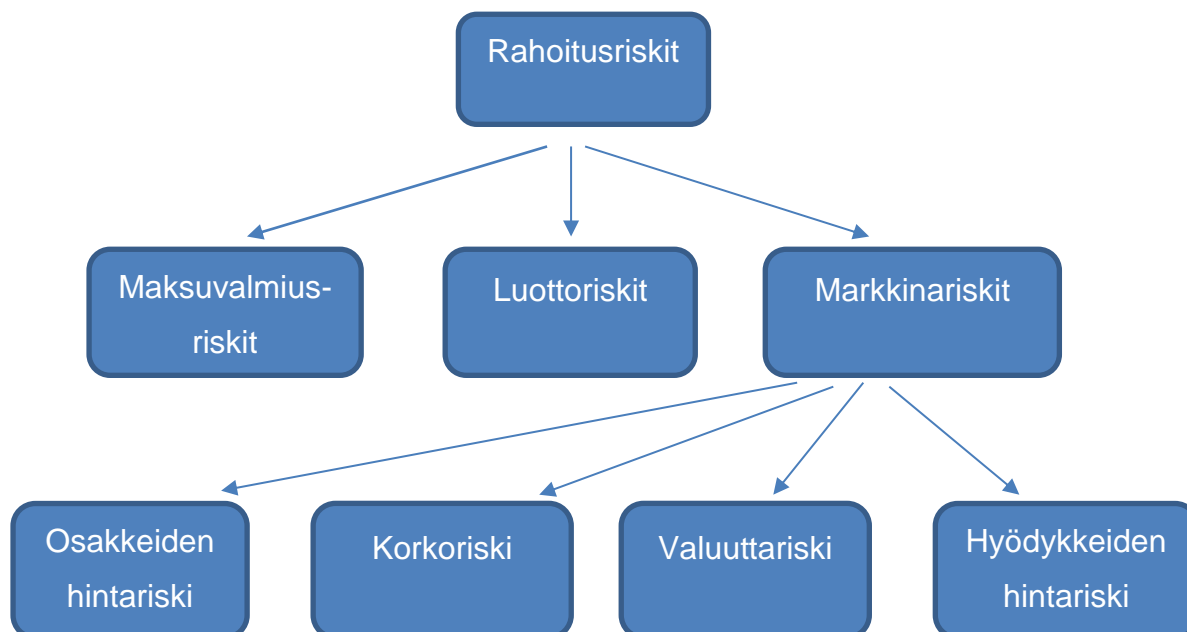 Rahoitusriskit
Maksuvalmius-
riskit
Luottoriskit
Markkinariskit
Osakkeiden
hintariski
Korkoriski
Valuuttariski
Hyödykkeiden
hintariski